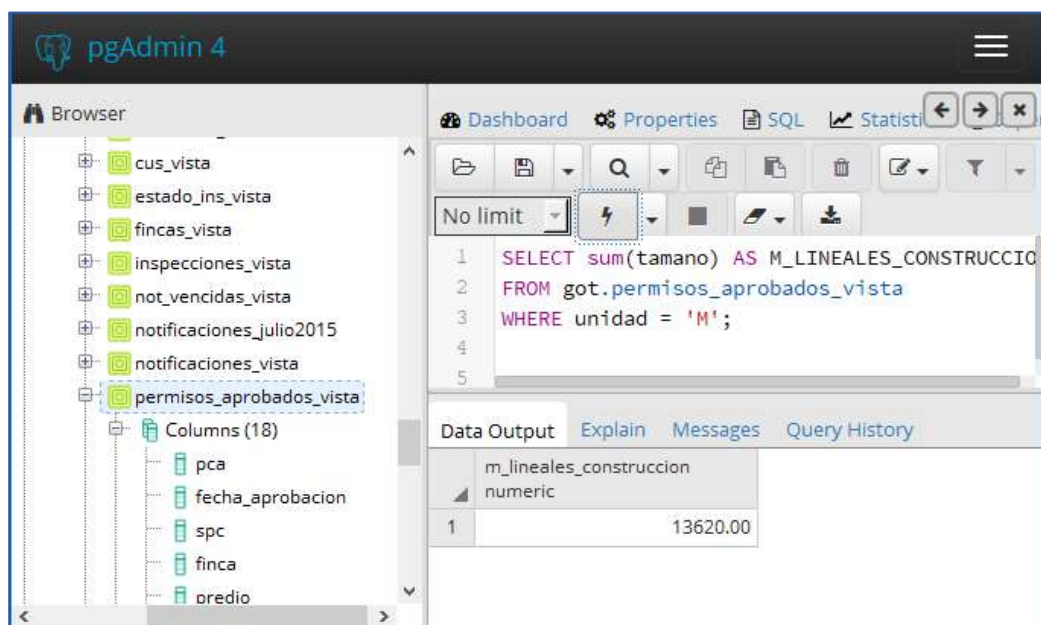 pgAdmin 4
Browser
cus_vista
estado_ins_vista
fincas_vista
inspecciones_vista
not_vencidas_vista
notificaciones_julio2015
notificaciones_vista
permisos_aprobados_vista
Columns (18)
pca
fecha_aprobacion
spc
finca
predio
Dashboard Properties SQL Statisti
No limit
1 SELECT sum(tamano) AS M_LINEALES_CONSTRUCCIO
2 FROM got.permisos_aprobados_vista
3 WHERE unidad = 'M';
4
5
Data Output Explain Messages Query History
m_lineales_construccion
numeric
1 13620.00